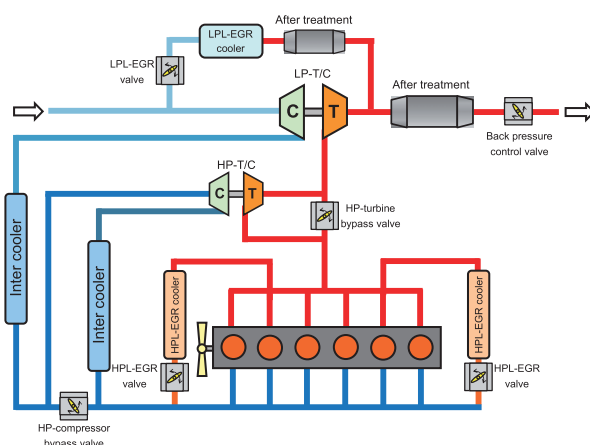 After treatment
LPL-EGR
cooler
LPL-EGR
valve
LP-T/C
After treatment
C
T
Back pressure
control valve
HP-T/C
C
T
HP-turbine
bypass valve
Inter cooler
Inter cooler
HPL-EGR cooler
HPL-EGR cooler
HPL-EGR
valve
HPL-EGR
valve
HP-compressor
bypass valve